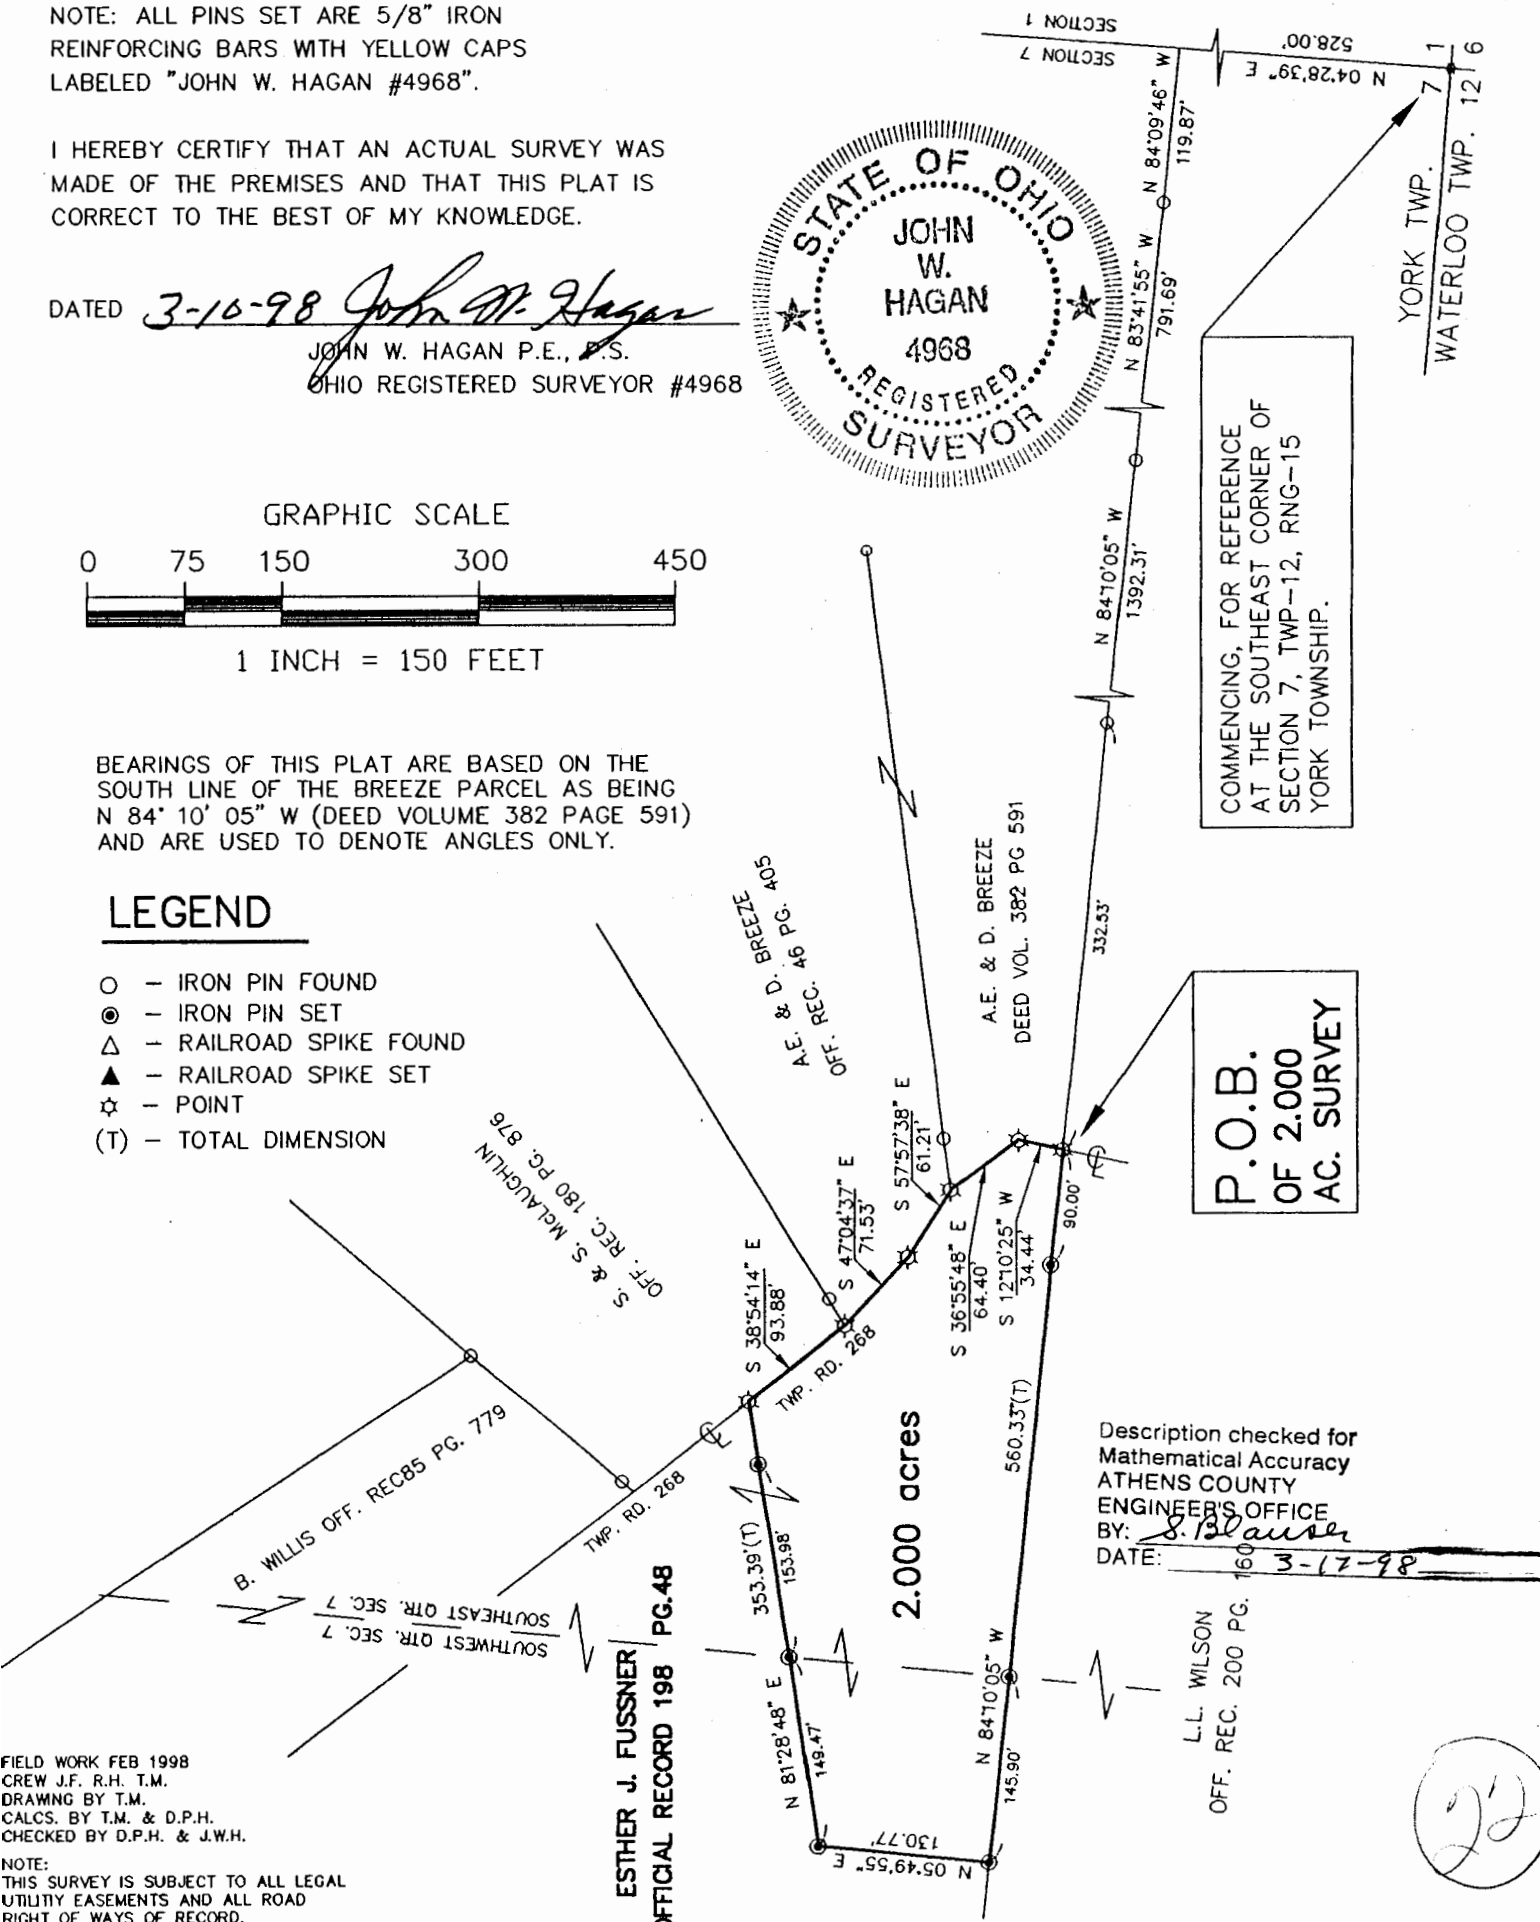 NOTE: ALL PINS SET ARE 5/8" IRON
REINFORCING BARS WITH YELLOW CAPS
LABELED "JOHN W. HAGAN #4968".
I HEREBY CERTIFY THAT AN ACTUAL SURVEY WAS
MADE OF THE PREMISES AND THAT THIS PLAT IS
CORRECT TO THE BEST OF MY KNOWLEDGE.
DATED 3-10-98 John W. Hagan
JOHN W. HAGAN P.E., P.S.
OHIO REGISTERED SURVEYOR #4968
STATE OF OHIO
JOHN
W.
HAGAN
4968
REGISTERED
SURVEYOR
SECTION 1
SECTION 7
528.00'
N 04°28'39" E
1
6
7
12
YORK TWP.
WATERLOO TWP.
N 84°09'46" W
119.87'
N 83°41'55" W
791.69'
N 84°10'05" W
1392.31'
332.53'
COMMENCING, FOR REFERENCE
AT THE SOUTHEAST CORNER OF
SECTION 7, TWP-12, RNG-15
YORK TOWNSHIP.
GRAPHIC SCALE
0 75 150 300 450
1 INCH = 150 FEET
BEARINGS OF THIS PLAT ARE BASED ON THE
SOUTH LINE OF THE BREEZE PARCEL AS BEING
N 84° 10' 05" W (DEED VOLUME 382 PAGE 591)
AND ARE USED TO DENOTE ANGLES ONLY.
LEGEND
- IRON PIN FOUND
- IRON PIN SET
- RAILROAD SPIKE FOUND
- RAILROAD SPIKE SET
- POINT
(T) - TOTAL DIMENSION
A.E. & D. BREEZE
OFF. REC. 46 PG. 405
A.E. & D. BREEZE
DEED VOL. 382 PG 591
S. & S. McLAUGHLIN
OFF. REC. 180 PG. 876
P.O.B.
OF 2.000
AC. SURVEY
S 38°54'14" E
93.88'
S 47°04'37" E
71.53'
S 57°57'38" E
61.21'
S 36°55'48" E
64.40'
S 12°10'25" W
34.44'
90.00'
TWP. RD. 268
CL
CL
TWP. RD. 268
B. WILLIS OFF. REC85 PG. 779
SOUTHEAST QTR. SEC. 7
SOUTHWEST QTR. SEC. 7
353.39'(T)
153.98'
2.000 acres
560.33'(T)
Description checked for
Mathematical Accuracy
ATHENS COUNTY
ENGINEER'S OFFICE
BY: S. Blauser
DATE: 3-17-98
L.L. WILSON
OFF. REC. 200 PG. 160
ESTHER J. FUSSNER
OFFICIAL RECORD 198 PG.48
N 81°28'48" E
149.47'
N 84°10'05" W
145.90'
130.77'
N 05°49'55" E
FIELD WORK FEB 1998
CREW J.F. R.H. T.M.
DRAWING BY T.M.
CALCS. BY T.M. & D.P.H.
CHECKED BY D.P.H. & J.W.H.
NOTE:
THIS SURVEY IS SUBJECT TO ALL LEGAL
UTILITY EASEMENTS AND ALL ROAD
RIGHT OF WAYS OF RECORD.
22